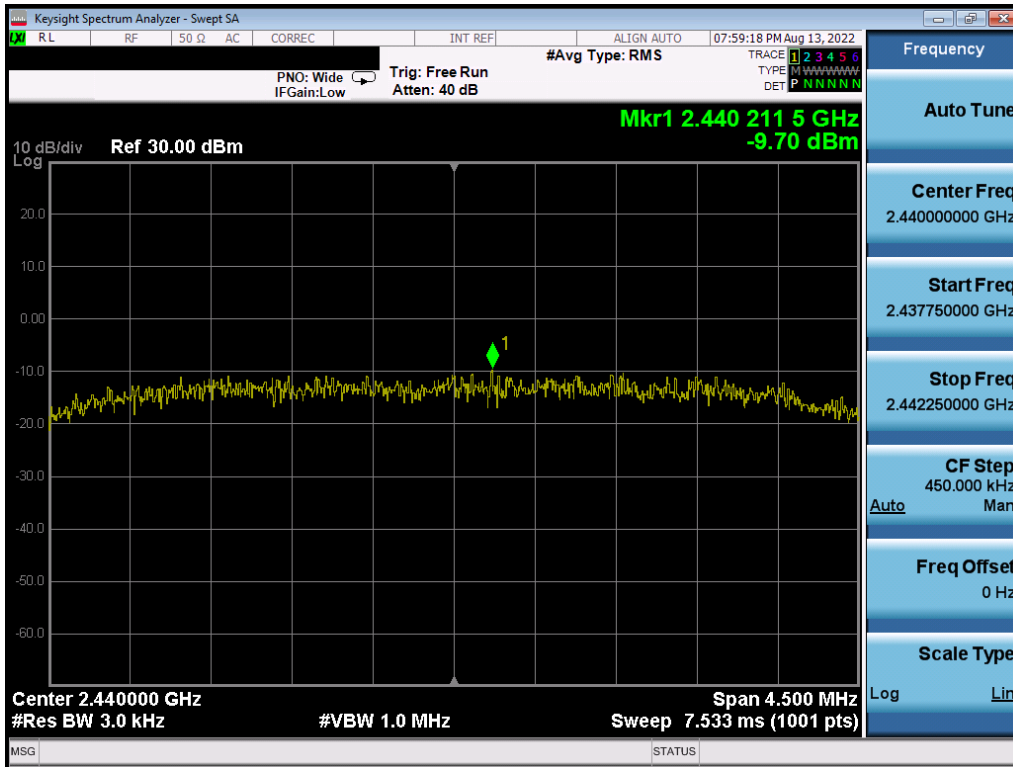 Keysight Spectrum Analyzer - Swept SA
LXI RL RF 50 Ω AC CORREC INT REF ALIGN AUTO 07:59:18 PM Aug 13, 2022
PNO: Wide
IFGain:Low
Trig: Free Run
Atten: 40 dB
#Avg Type: RMS
TRACE 1 2 3 4 5 6
TYPE M WWWWW
DET P N N N N N
Mkr1 2.440 211 5 GHz
-9.70 dBm
10 dB/div
Log
Ref 30.00 dBm
20.0
10.0
0.00
-10.0
-20.0
-30.0
-40.0
-50.0
-60.0
1
Center 2.440000 GHz
#Res BW 3.0 kHz
#VBW 1.0 MHz
Span 4.500 MHz
Sweep 7.533 ms (1001 pts)
MSG
STATUS
Frequency
Auto Tune
Center Freq
2.440000000 GHz
Start Freq
2.437750000 GHz
Stop Freq
2.442250000 GHz
CF Step
450.000 kHz
Auto Man
Freq Offset
0 Hz
Scale Type
Log Lin